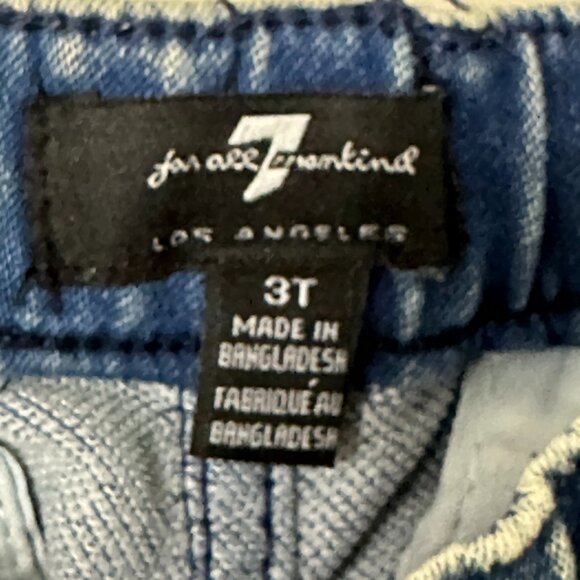 7
for all mankind
LOS ANGELES
3T
MADE IN
BANGLADESH
FABRIQUÉ AU
BANGLADESH